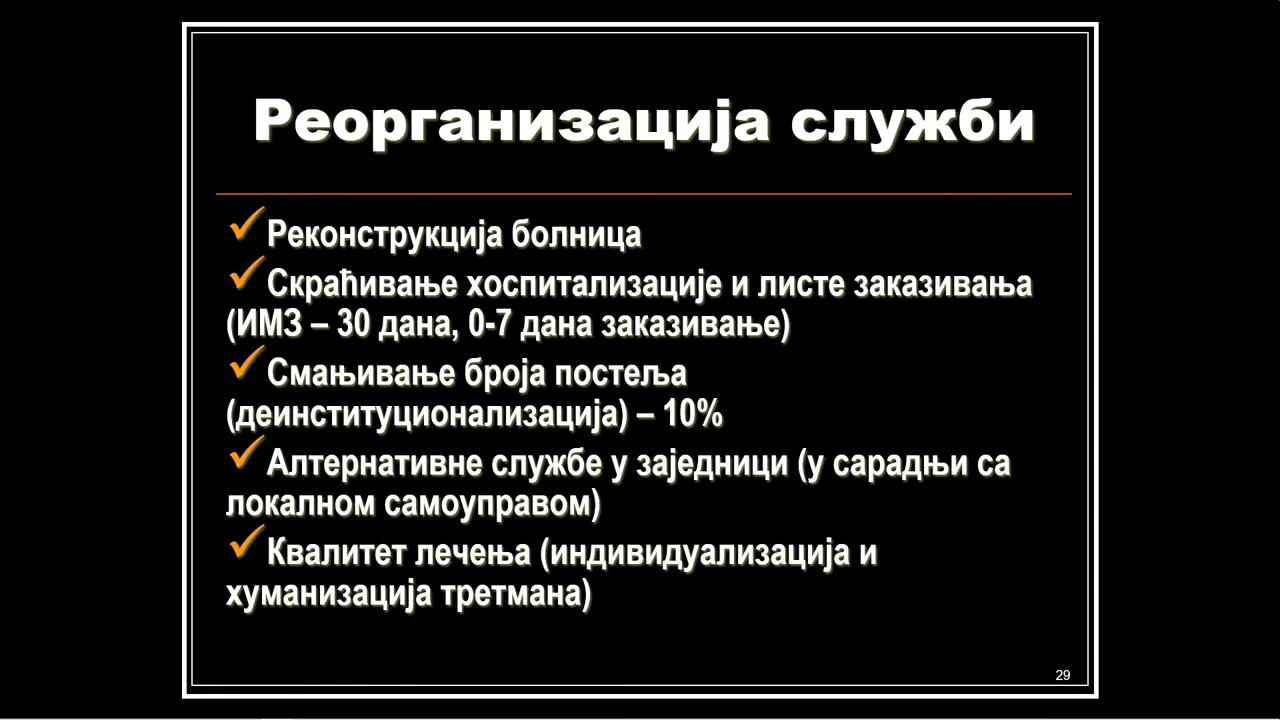 Реорганизација служби
Реконструкција болница
Скраћивање хоспитализације и листе заказивања
(ИМЗ – 30 дана, 0-7 дана заказивање)
Смањивање броја постеља
(деинституционализација) – 10%
Алтернативне службе у заједници (у сарадњи са
локалном самоуправом)
Квалитет лечења (индивидуализација и
хуманизација третмана)
29